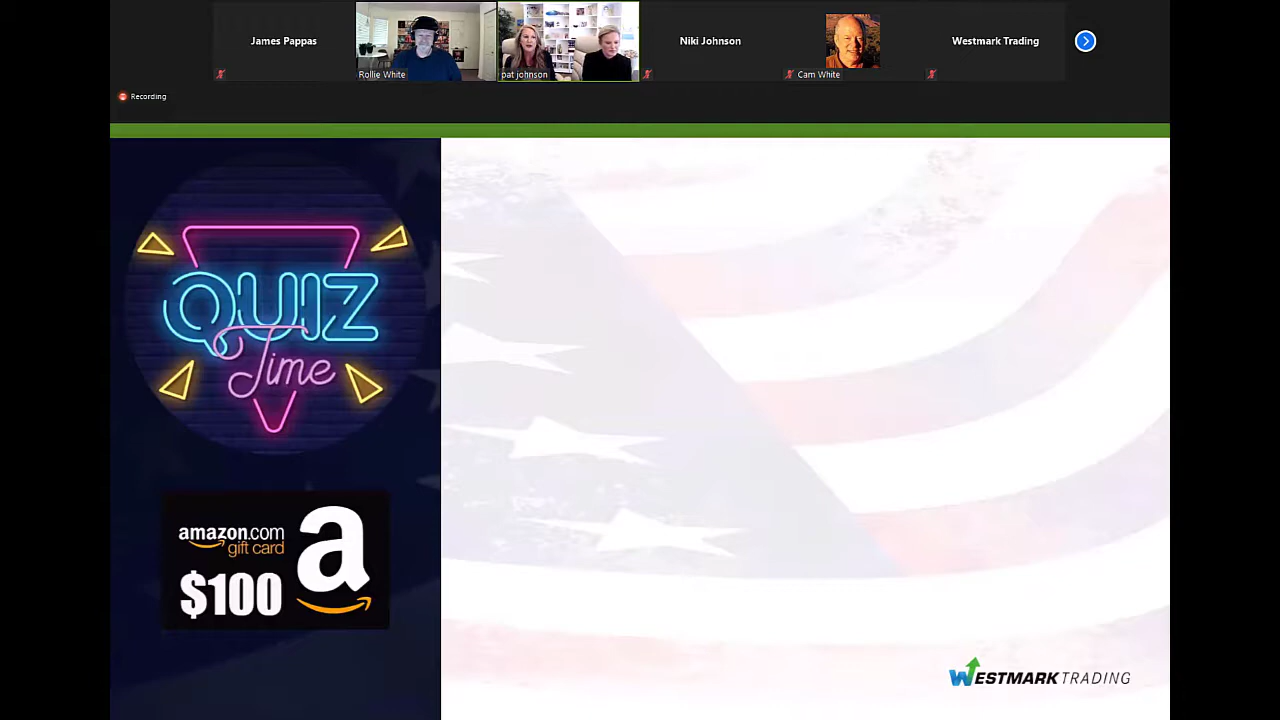 James Pappas
Rollie White
pat johnson
Niki Johnson
Cam White
Westmark Trading
Recording
QUIZ
Time
amazon.com
gift card
$100
a
WESTMARK TRADING